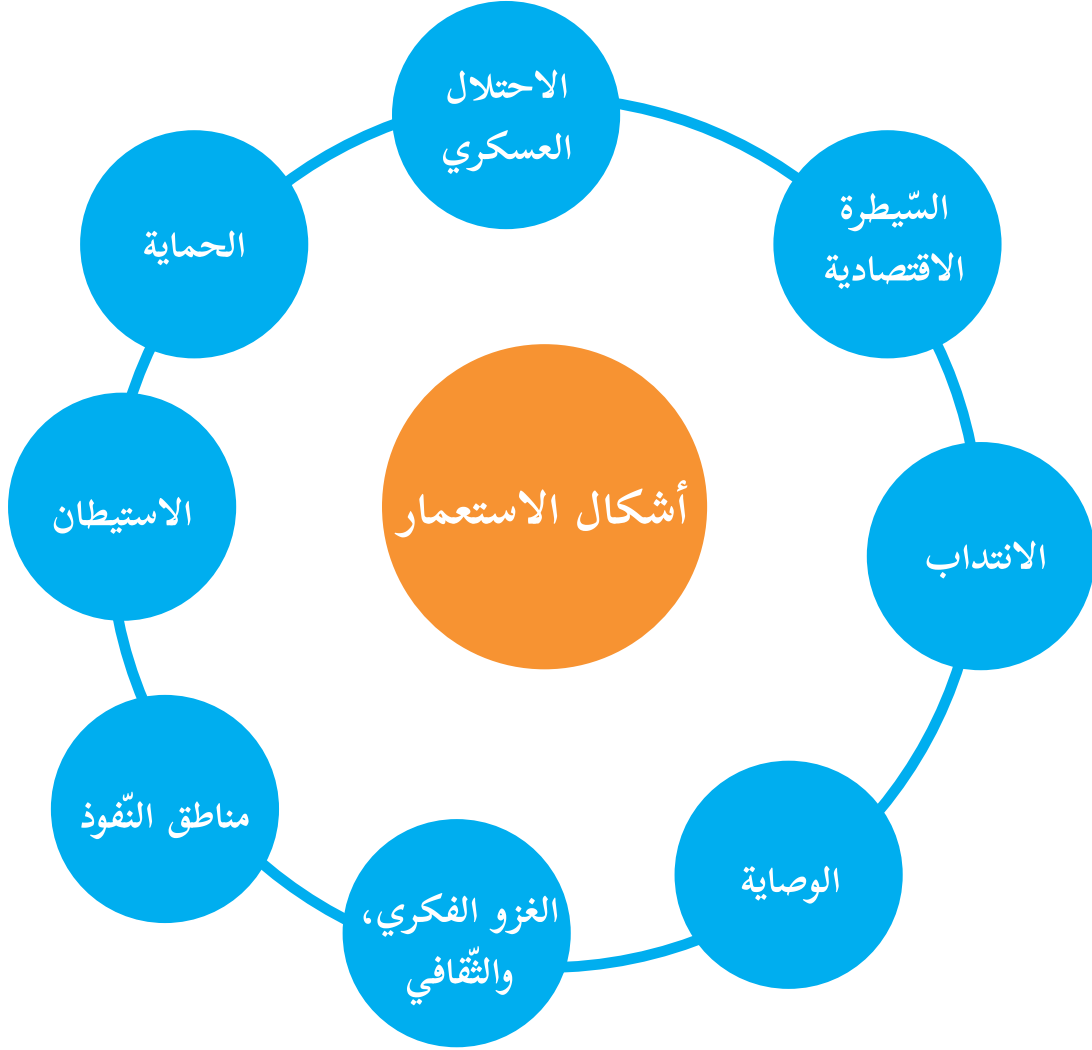 أشكال الاستعمار
الاحتلال
العسكري
السّيطرة
الاقتصادية
الانتداب
الوصاية
الغزو الفكري،
والثّقافي
مناطق النّفوذ
الاستيطان
الحماية